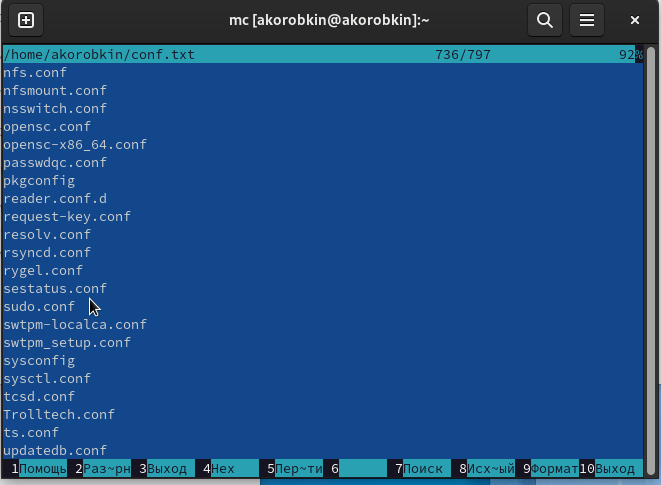 mc [akorobkin@akorobkin]:~
/home/akorobkin/conf.txt 736/797 92%
nfs.conf
nfsmount.conf
nsswitch.conf
opensc.conf
opensc-x86_64.conf
passwdqc.conf
pkgconfig
reader.conf.d
request-key.conf
resolv.conf
rsyncd.conf
rygel.conf
sestatus.conf
sudo.conf
swtpm-localca.conf
swtpm_setup.conf
sysconfig
sysctl.conf
tcsd.conf
Trolltech.conf
ts.conf
updatedb.conf
1Помощь 2Раз~рн 3Выход 4Hex 5Пер~ти 6 7Поиск 8Исх~ый 9Формат 10Выход